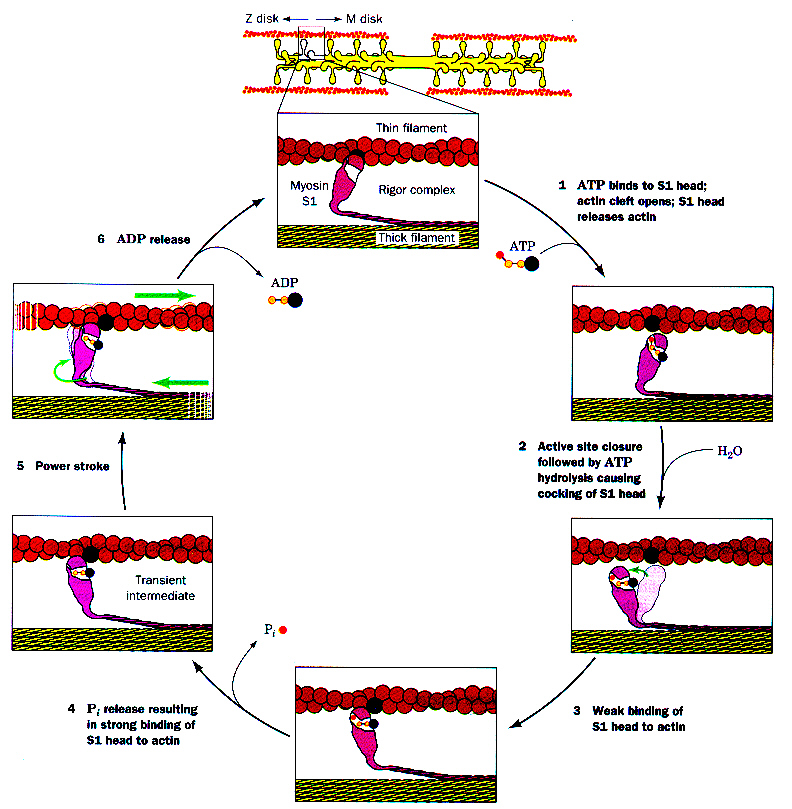 Z disk
M disk
Thin filament
Myosin
S1
Rigor complex
Thick filament
1 ATP binds to S1 head;
actin cleft opens; S1 head
releases actin
ATP
2 Active site closure
followed by ATP
hydrolysis causing
cocking of S1 head
H2O
3 Weak binding of
S1 head to actin
4 Pi release resulting
in strong binding of
S1 head to actin
Pi
Transient
intermediate
5 Power stroke
6 ADP release
ADP